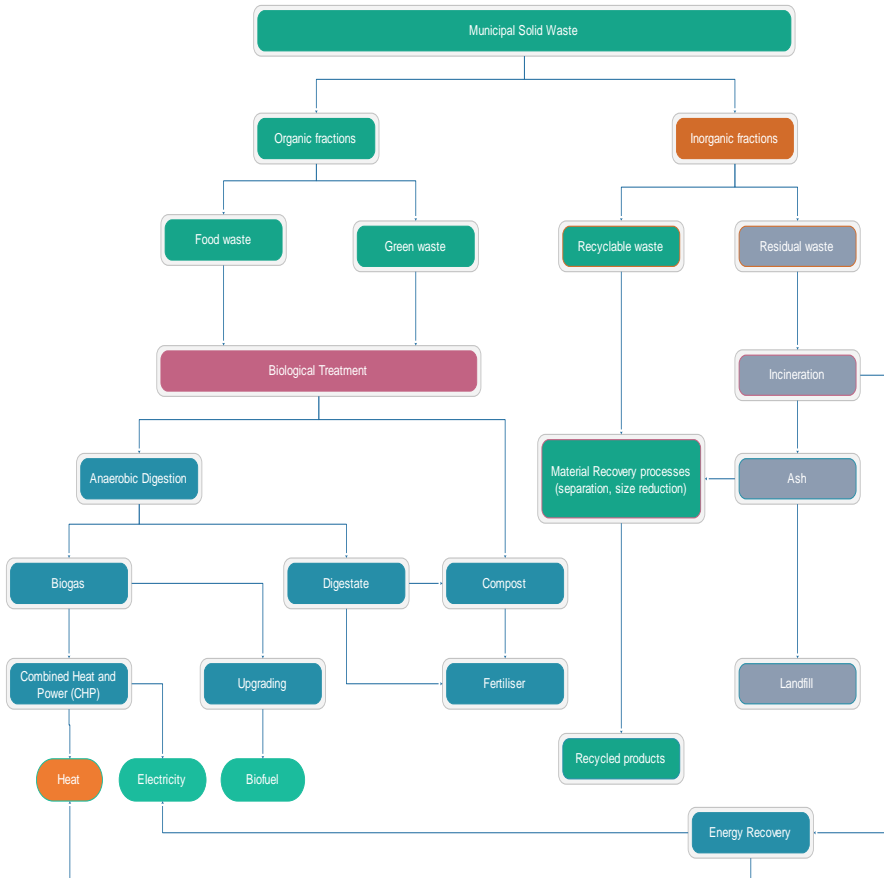 Municipal Solid Waste
Organic fractions
Inorganic fractions
Food waste
Green waste
Recyclable waste
Residual waste
Biological Treatment
Incineration
Anaerobic Digestion
Material Recovery processes
(separation, size reduction)
Ash
Biogas
Digestate
Compost
Combined Heat and
Power (CHP)
Upgrading
Fertiliser
Landfill
Recycled products
Heat
Electricity
Biofuel
Energy Recovery